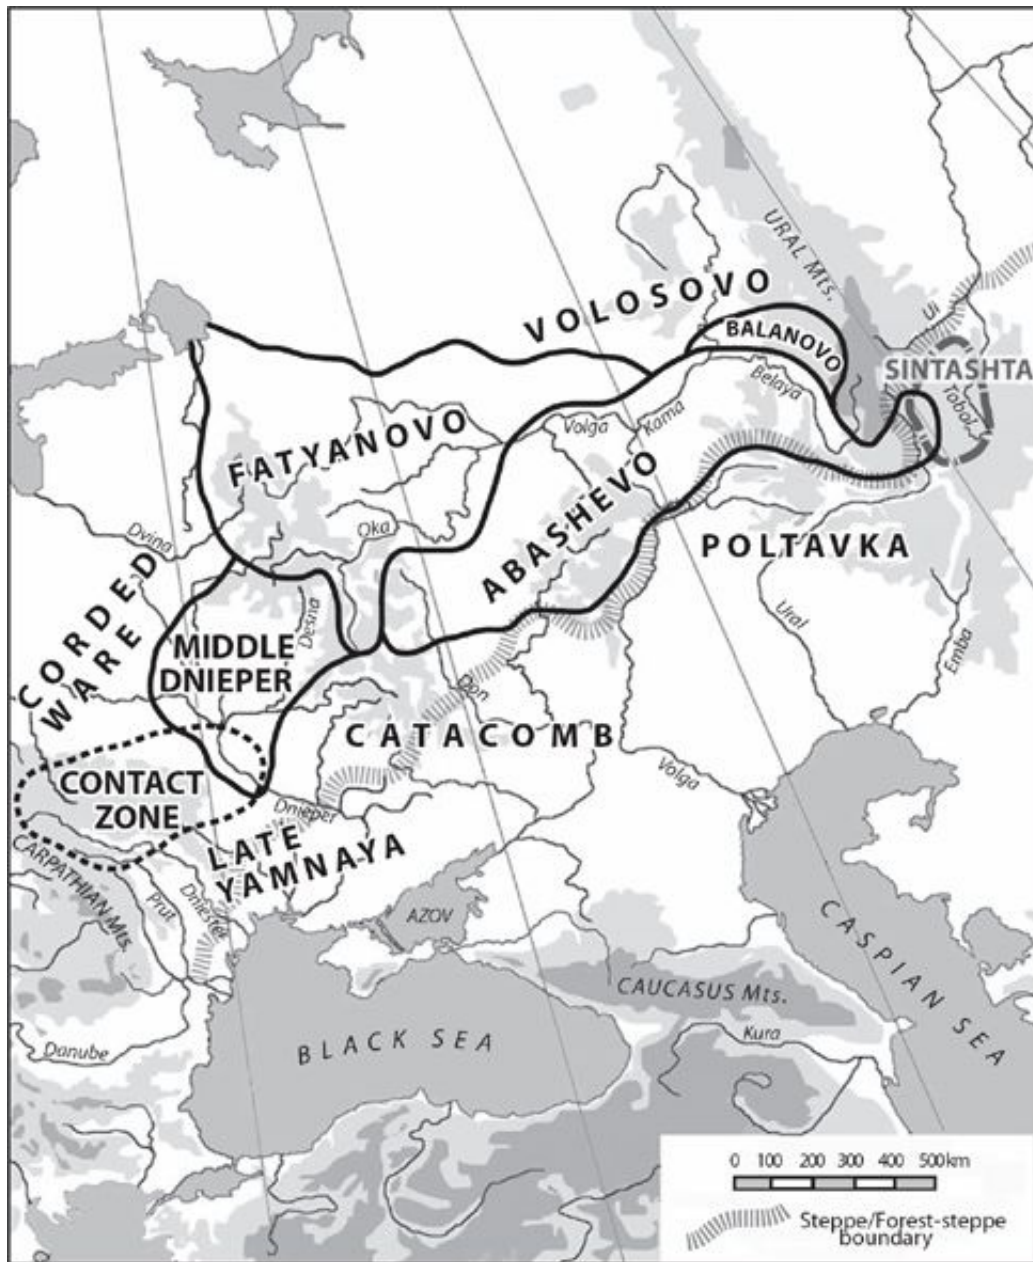 URAL Mts.
VOLOSOVO
BALANOVO
Ui
SINTASHTA
Tobol
Belaya
Kama
Volga
FATYANOVO
ABASHEVO
Oka
Dvina
POLTAVKA
CORDED
WARE
Desna
MIDDLE
DNIEPER
Ural
Emba
Don
CATACOMB
Volga
CONTACT
ZONE
Dnieper
LATE
YAMNAYA
CARPATHIAN Mts.
Prut
Dniester
AZOV
CASPIAN SEA
CAUCASUS Mts.
Kura
BLACK SEA
Danube
0 100 200 300 400 500km
Steppe/Forest-steppe
boundary